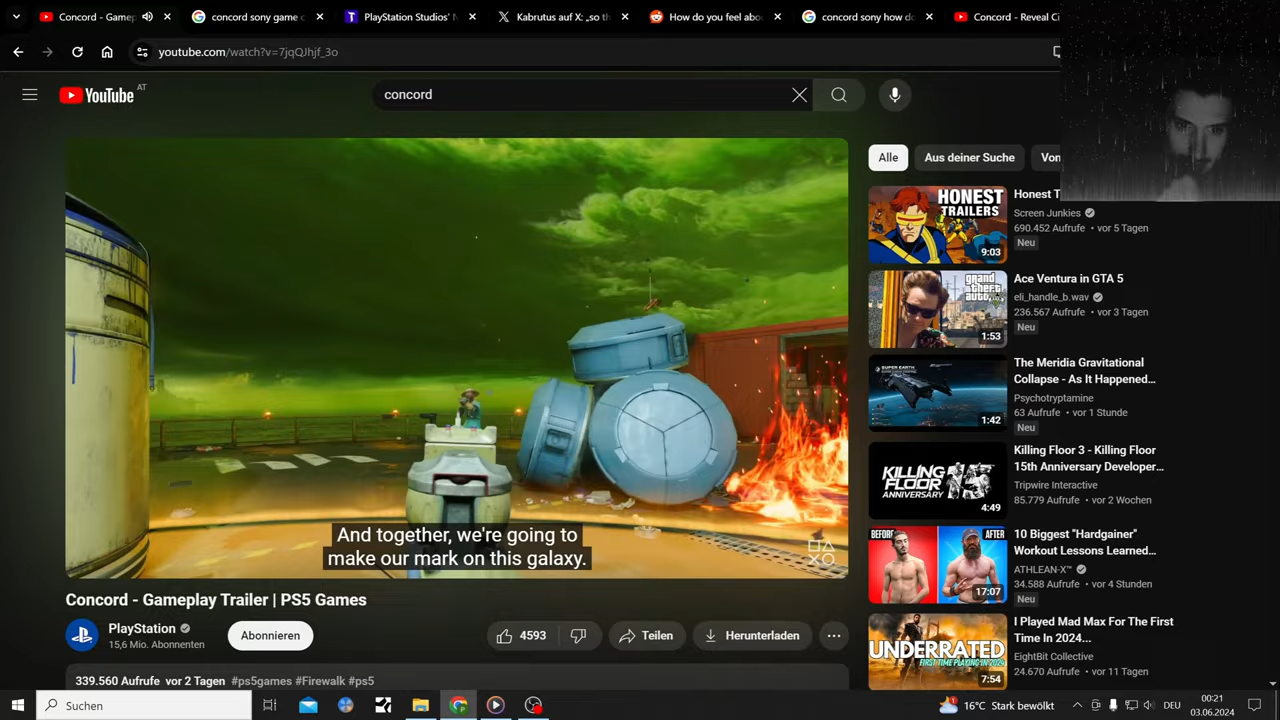 Concord - Gamep
concord sony game c
PlayStation Studios' N
Kabrutus auf X: „so th
How do you feel abou
concord sony how do
Concord - Reveal Ci
youtube.com/watch?v=7jqQJhjf_3o
YouTube AT
concord
Alle
Aus deiner Suche
Von
HONEST TRAILERS
9:03
Honest T
Screen Junkies
690.452 Aufrufe • vor 5 Tagen
Neu
grand theft auto
1:53
Ace Ventura in GTA 5
eli_handle_b.wav
236.567 Aufrufe • vor 3 Tagen
Neu
SUPER EARTH
1:42
The Meridia Gravitational
Collapse - As It Happened…
Psychotryptamine
63 Aufrufe • vor 1 Stunde
Neu
KILLING FLOOR 15 ANNIVERSARY
4:49
Killing Floor 3 - Killing Floor
15th Anniversary Developer…
Tripwire Interactive
85.779 Aufrufe • vor 2 Wochen
BEFORE
AFTER
17:07
10 Biggest "Hardgainer"
Workout Lessons Learned…
ATHLEAN-X™
34.588 Aufrufe • vor 4 Stunden
Neu
UNDERRATED
FIRST TIME PLAYING IN 2024
7:54
I Played Mad Max For The First
Time In 2024...
EightBit Collective
24.670 Aufrufe • vor 11 Tagen
And together, we're going to
make our mark on this galaxy.
Concord - Gameplay Trailer | PS5 Games
PlayStation
15,6 Mio. Abonnenten
Abonnieren
4593
Teilen
Herunterladen
339.560 Aufrufe vor 2 Tagen #ps5games #Firewalk #ps5
Suchen
16°C Stark bewölkt
DEU
00:21
03.06.2024